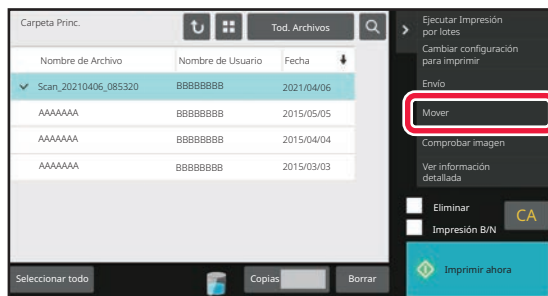 Carpeta Princ.
Tod. Archivos
Nombre de Archivo
Nombre de Usuario
Fecha
Scan_20210406_085320
BBBBBBBB
2021/04/06
AAAAAAA
BBBBBBBB
2015/05/05
AAAAAAA
BBBBBBBB
2015/04/04
AAAAAAA
BBBBBBBB
2015/03/03
Seleccionar todo
Copias
Borrar
Ejecutar Impresión
por lotes
Cambiar configuración
para imprimir
Envío
Mover
Comprobar imagen
Ver información
detallada
Eliminar
Impresión B/N
CA
Imprimir ahora